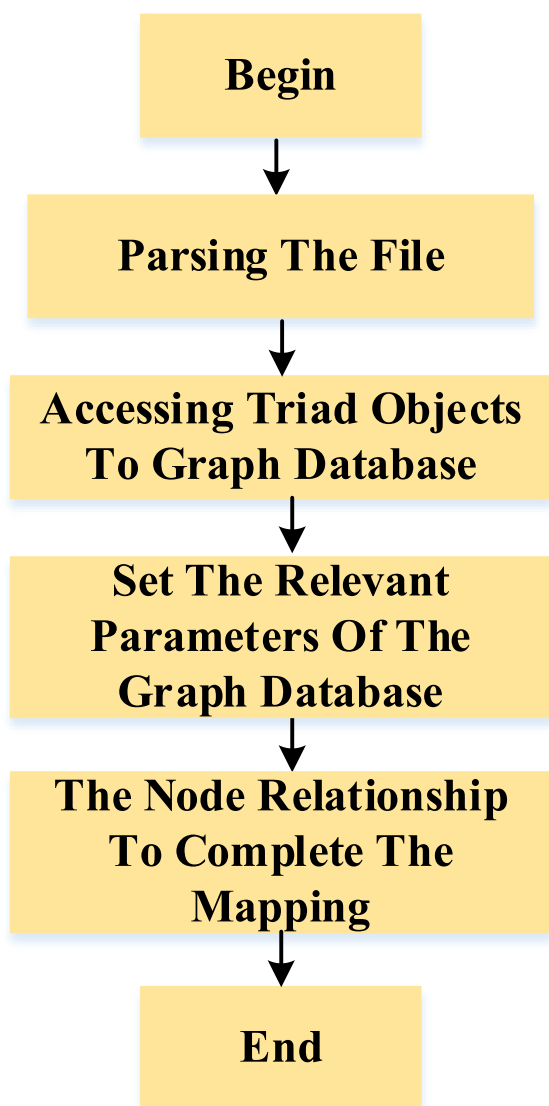 Begin
Parsing The File
Accessing Triad Objects
To Graph Database
Set The Relevant
Parameters Of The
Graph Database
The Node Relationship
To Complete The
Mapping
End